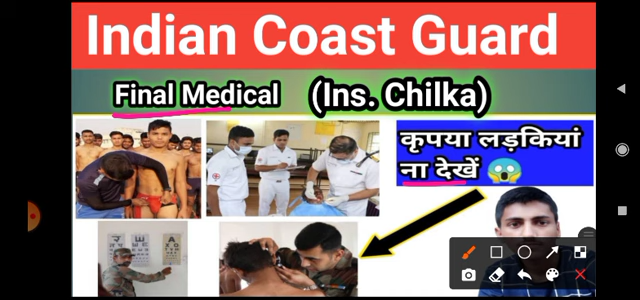 Indian Coast Guard
Final Medical (Ins. Chilka)
कृपया लड़कियां
ना देखें